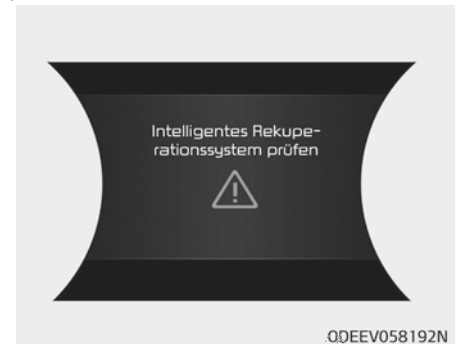 Intelligentes Rekupe-
rationssystem prüfen
ODEEV058192N